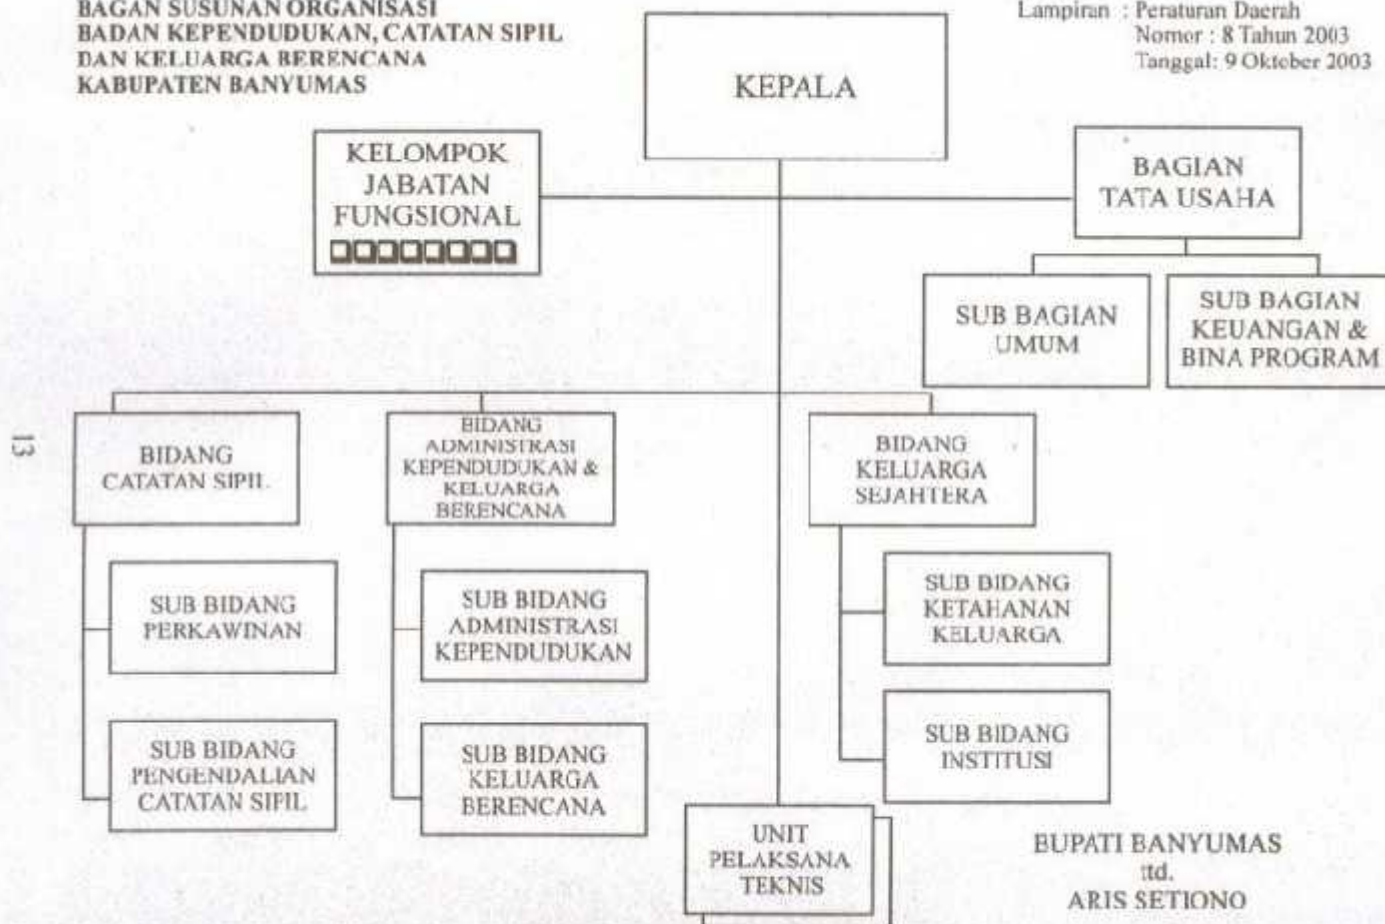 BAGAN SUSUNAN ORGANISASI
BADAN KEPENDUDUKAN, CATATAN SIPIL
DAN KELUARGA BERENCANA
KABUPATEN BANYUMAS
Lampiran : Peraturan Daerah
Nomor : 8 Tahun 2003
Tanggal: 9 Oktober 2003
KEPALA
KELOMPOK
JABATAN
FUNGSIONAL
BAGIAN
TATA USAHA
SUB BAGIAN
UMUM
SUB BAGIAN
KEUANGAN &
BINA PROGRAM
13
BIDANG
CATATAN SIPIL
BIDANG
ADMINISTRASI
KEPENDUDUKAN &
KELUARGA
BERENCANA
BIDANG
KELUARGA
SEJAHTERA
SUB BIDANG
PERKAWINAN
SUB BIDANG
ADMINISTRASI
KEPENDUDUKAN
SUB BIDANG
KETAHANAN
KELUARGA
SUB BIDANG
PENGENDALIAN
CATATAN SIPIL
SUB BIDANG
KELUARGA
BERENCANA
SUB BIDANG
INSTITUSI
UNIT
PELAKSANA
TEKNIS
BUPATI BANYUMAS
ttd.
ARIS SETIONO